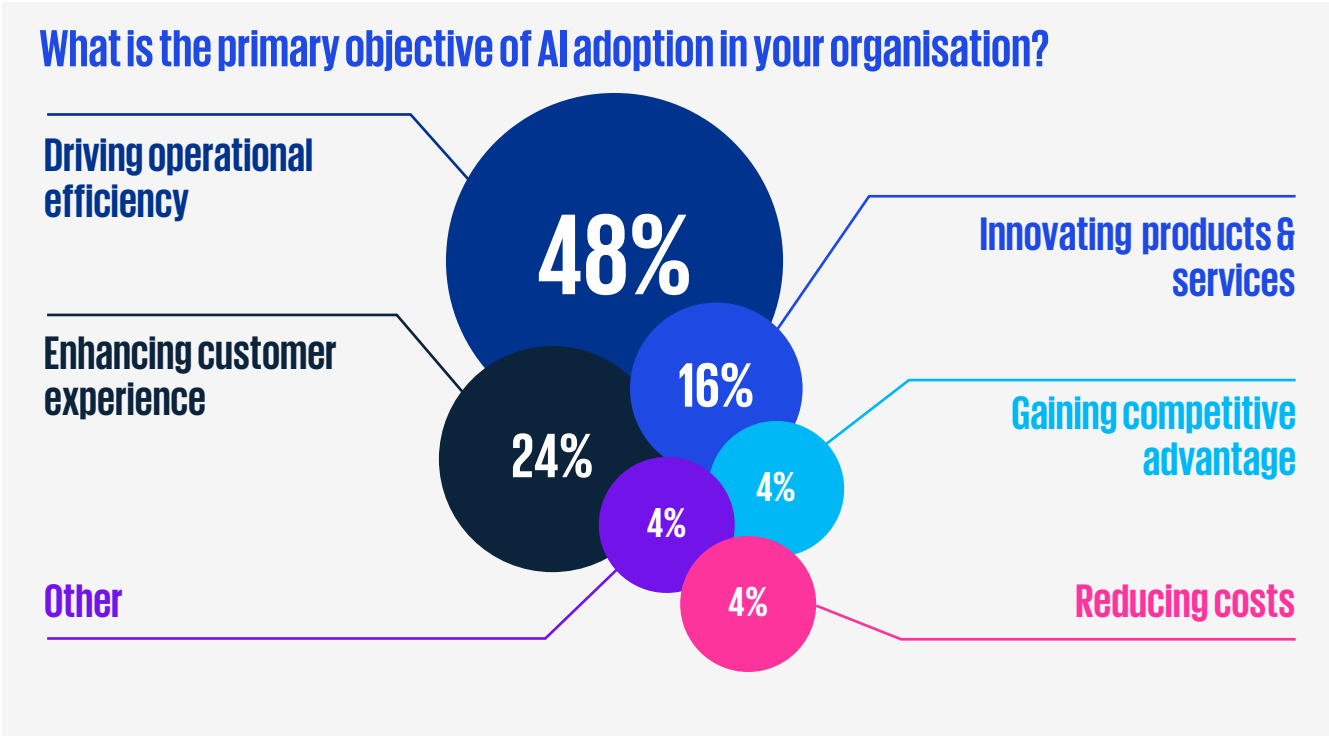 What is the primary objective of AI adoption in your organisation?
Driving operational
efficiency
48%
Innovating products &
services
16%
Enhancing customer
experience
24%
Gaining competitive
advantage
4%
Other
4%
Reducing costs
4%